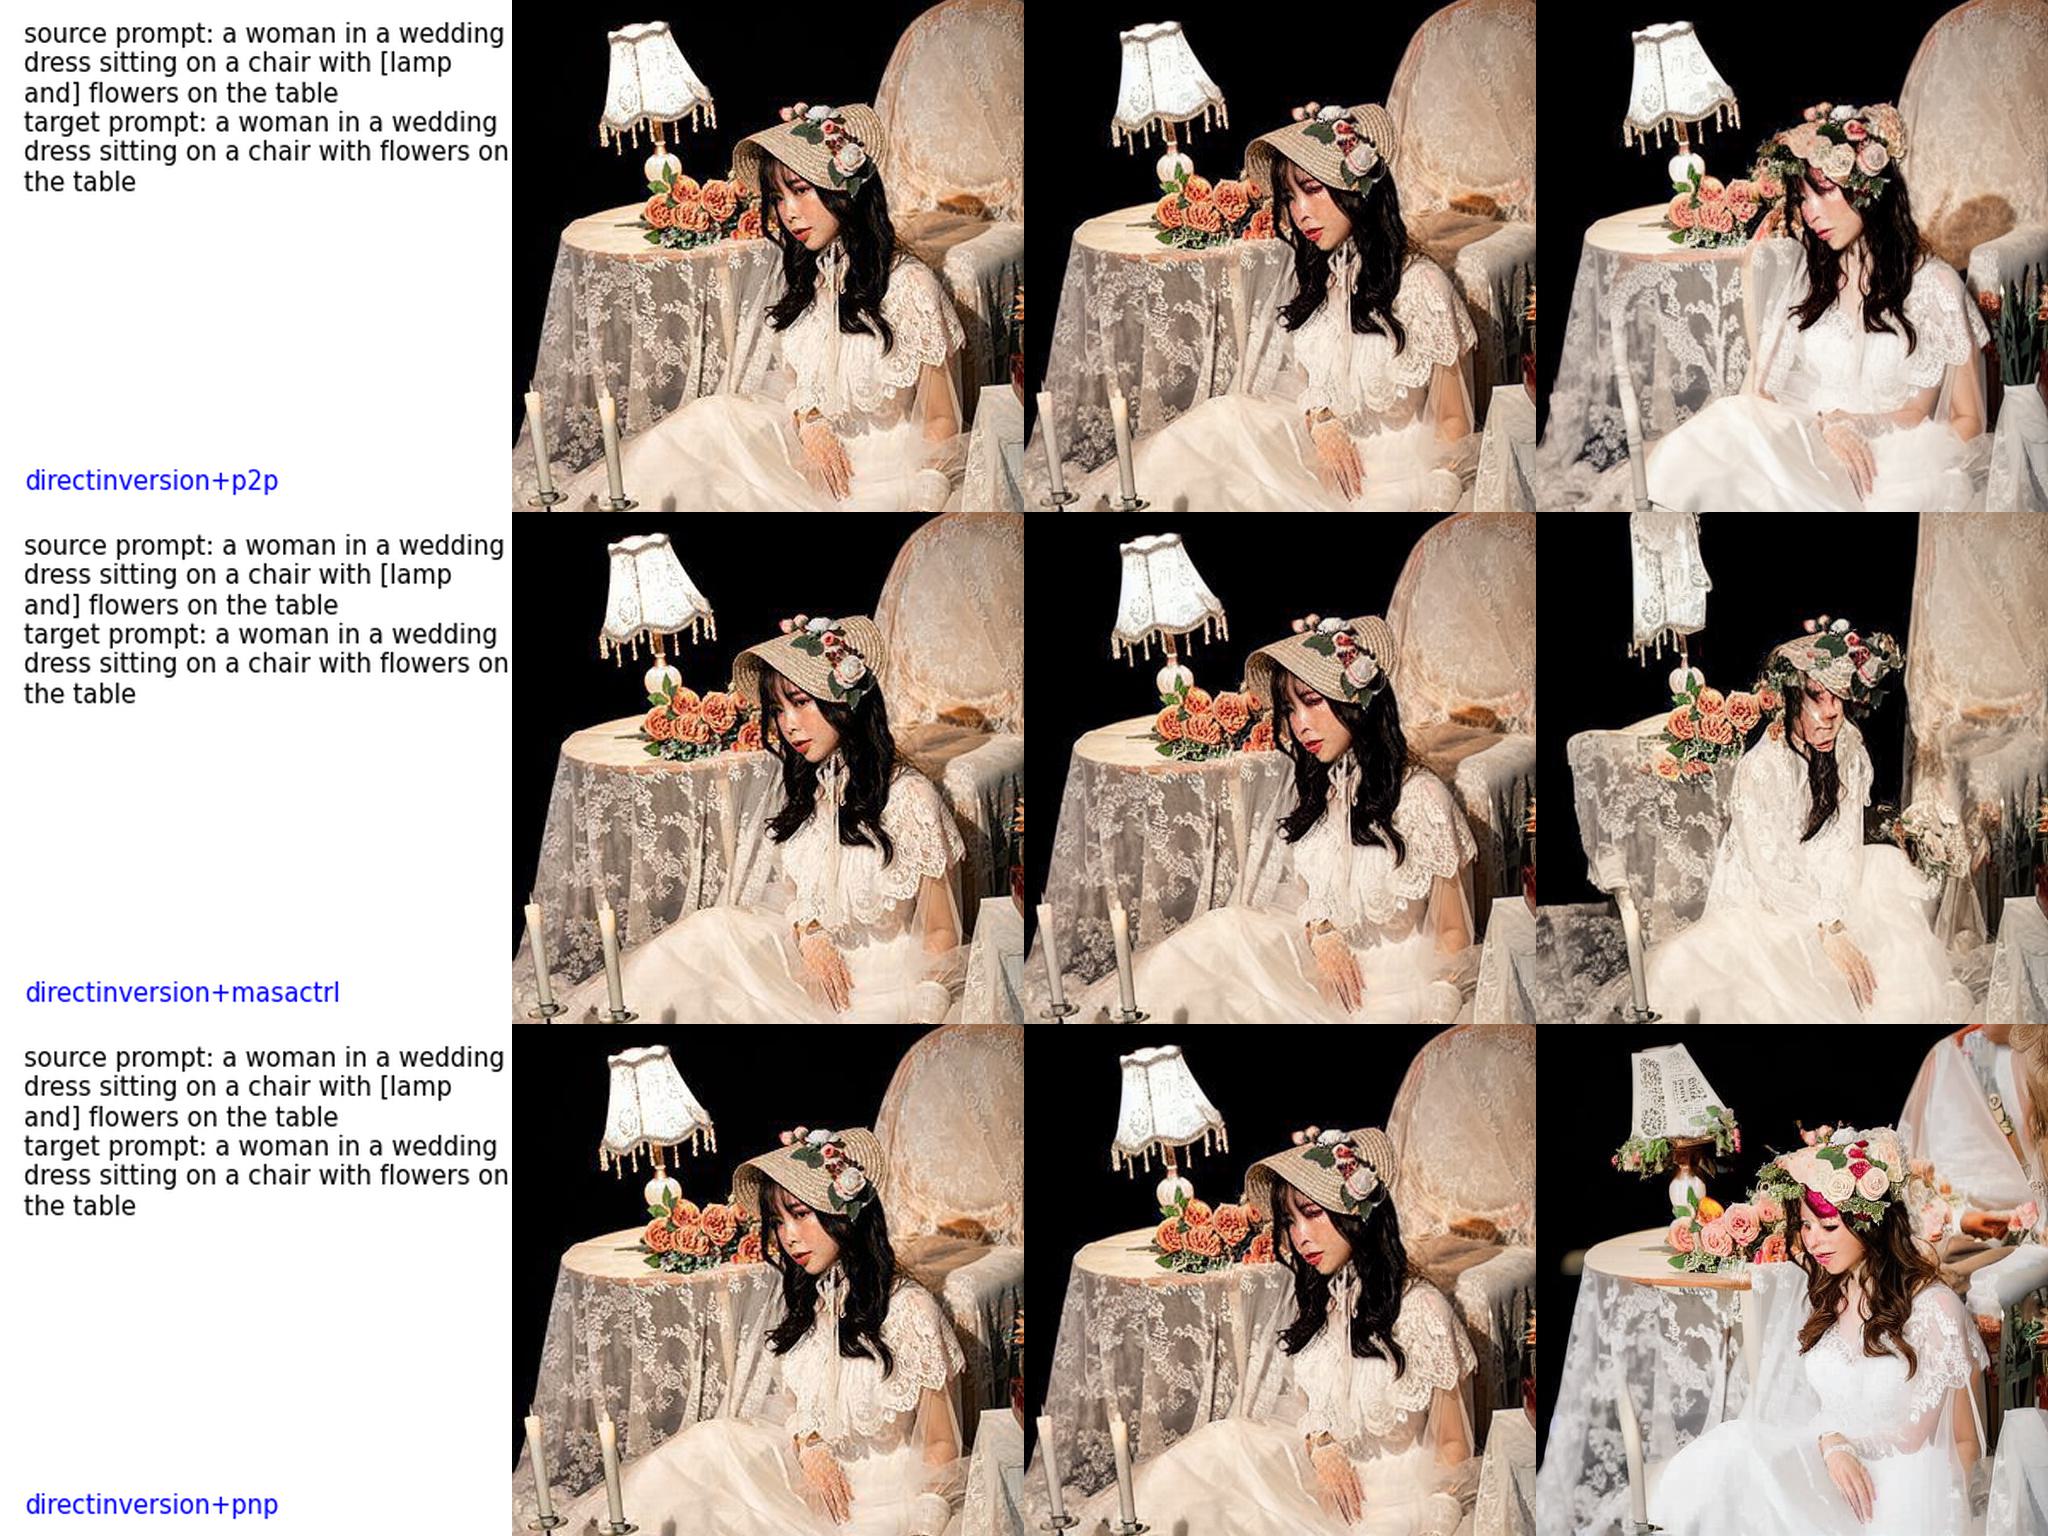 source prompt: a woman in a wedding
dress sitting on a chair with [lamp
and] flowers on the table
target prompt: a woman in a wedding
dress sitting on a chair with flowers on
the table
directinversion+p2p
source prompt: a woman in a wedding
dress sitting on a chair with [lamp
and] flowers on the table
target prompt: a woman in a wedding
dress sitting on a chair with flowers on
the table
directinversion+masactrl
source prompt: a woman in a wedding
dress sitting on a chair with [lamp
and] flowers on the table
target prompt: a woman in a wedding
dress sitting on a chair with flowers on
the table
directinversion+pnp